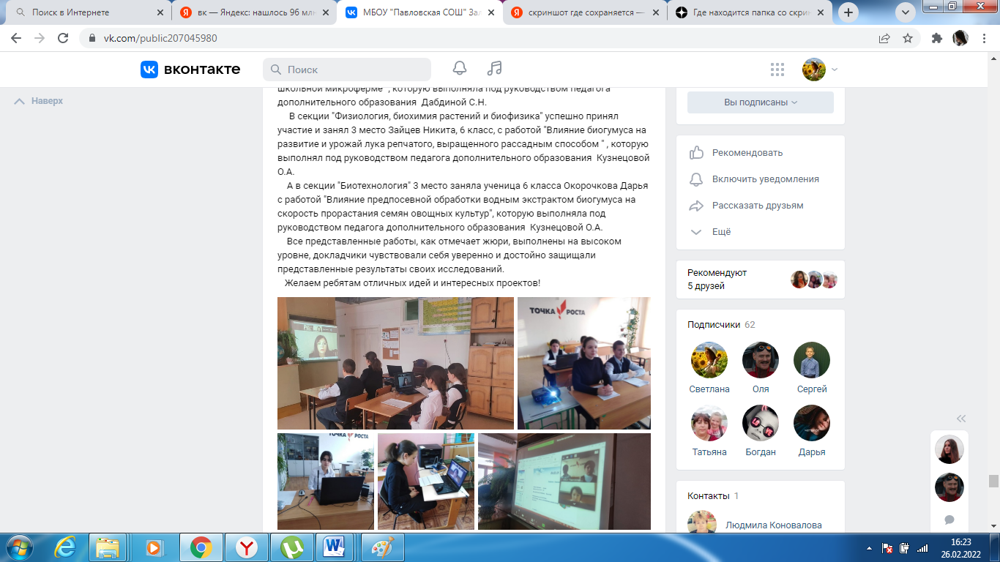 Поиск в Интернете
вк — Яндекс: нашлось 96 млн
МБОУ "Павловская СОШ" Зал
скриншот где сохраняется —
Где находится папка со скри
vk.com/public207045980
вконтакте
Поиск
Наверх
школьной микроферме" , которую выполняла под руководством педагога
дополнительного образования Дабдиной С.Н.
В секции "Физиология, биохимия растений и биофизика" успешно принял
участие и занял 3 место Зайцев Никита, 6 класс, с работой "Влияние биогумуса на
развитие и урожай лука репчатого, выращенного рассадным способом " , которую
выполнял под руководством педагога дополнительного образования Кузнецовой
О.А.
А в секции "Биотехнология" 3 место заняла ученица 6 класса Окорочкова Дарья
с работой "Влияние предпосевной обработки водным экстрактом биогумуса на
скорость прорастания семян овощных культур", которую выполняла под
руководством педагога дополнительного образования Кузнецовой О.А.
Все представленные работы, как отмечает жюри, выполнены на высоком
уровне, докладчики чувствовали себя уверенно и достойно защищали
представленные результаты своих исследований.
Желаем ребятам отличных идей и интересных проектов!
ТОЧКА РОСТА
ТОЧКА РОСТА
Вы подписаны
Рекомендовать
Включить уведомления
Рассказать друзьям
Ещё
Рекомендуют
5 друзей
Подписчики 62
Светлана Оля Сергей
Татьяна Богдан Дарья
Контакты 1
Людмила Коновалова
16:23
26.02.2022